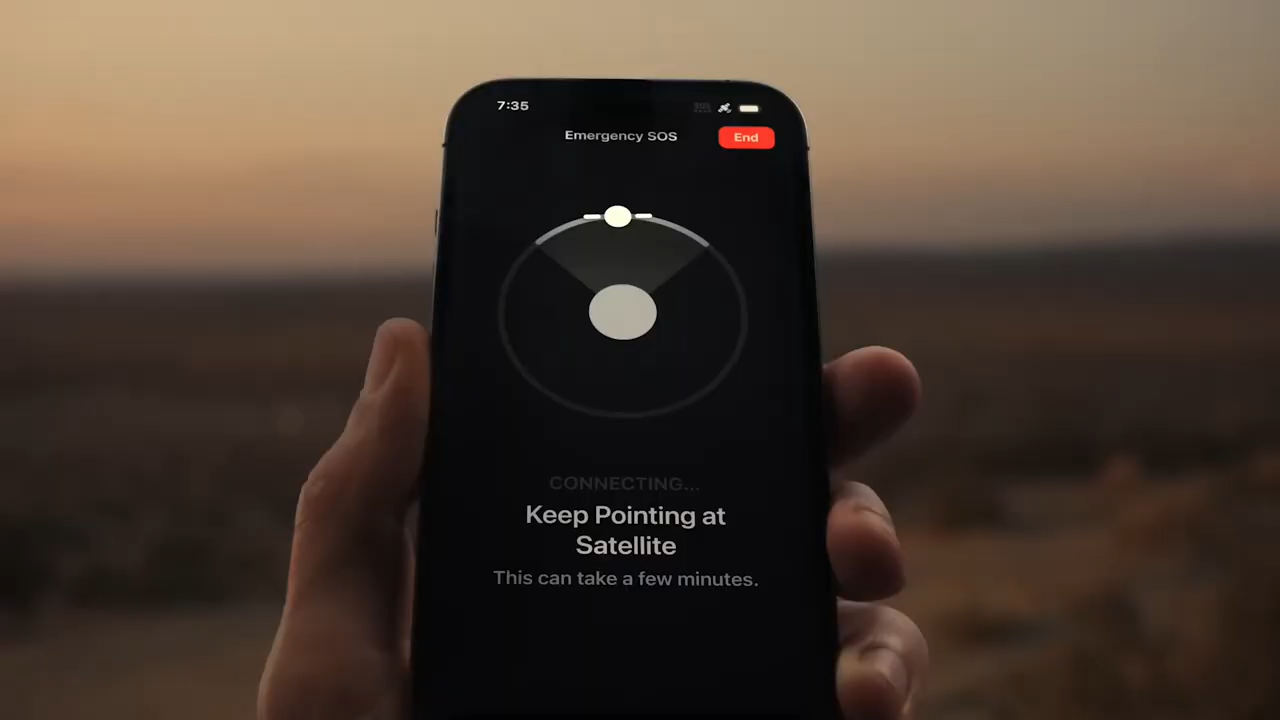 7:35
Emergency SOS
End
CONNECTING...
Keep Pointing at
Satellite
This can take a few minutes.